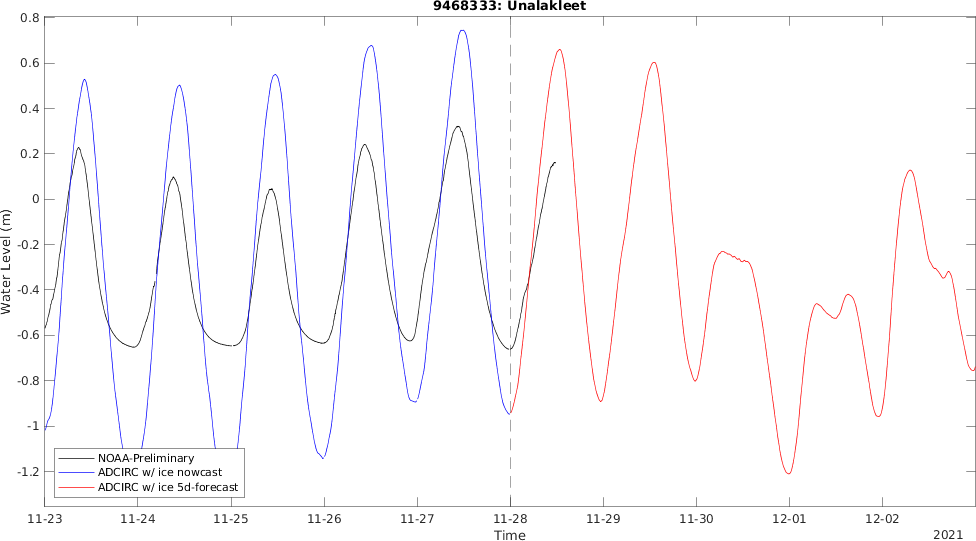 9468333: Unalakleet
0.8
0.6
0.4
0.2
0
-0.2
-0.4
-0.6
-0.8
-1
-1.2
Water Level (m)
NOAA-Preliminary
ADCIRC w/ ice nowcast
ADCIRC w/ ice 5d-forecast
11-23 11-24 11-25 11-26 11-27 11-28 11-29 11-30 12-01 12-02
Time
2021